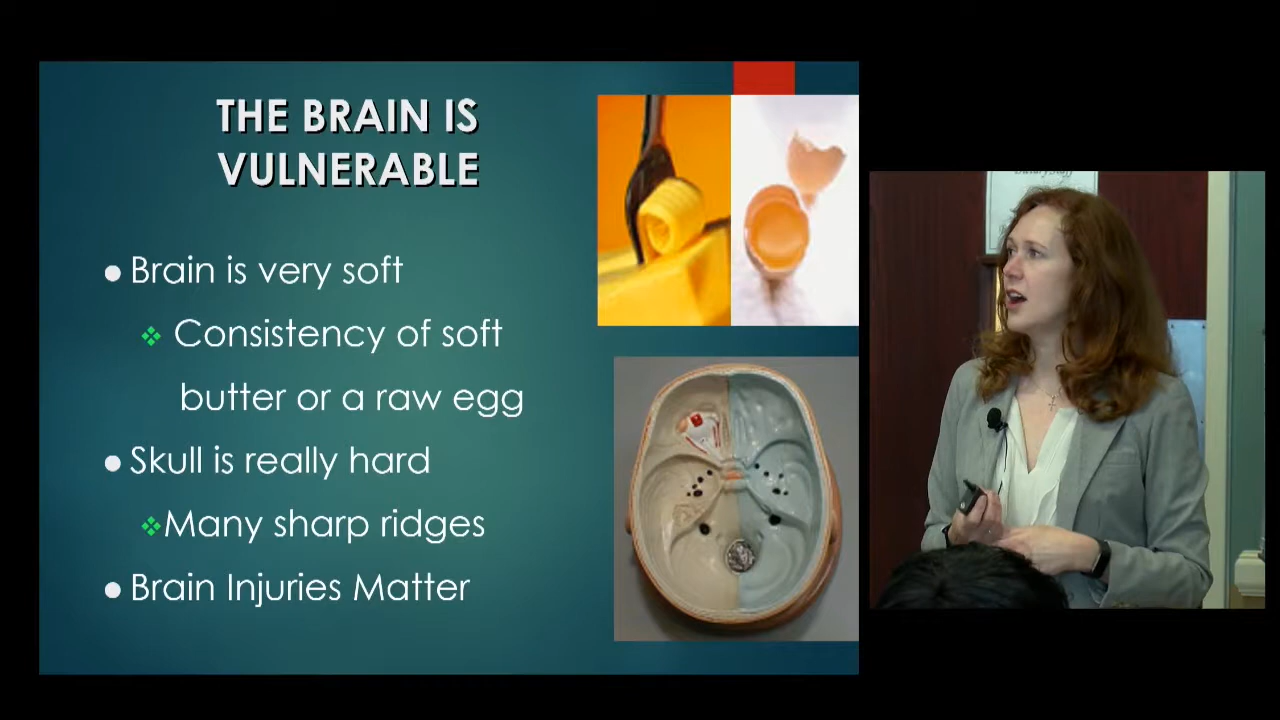 THE BRAIN IS
VULNERABLE
● Brain is very soft
❖ Consistency of soft
butter or a raw egg
● Skull is really hard
❖Many sharp ridges
● Brain Injuries Matter